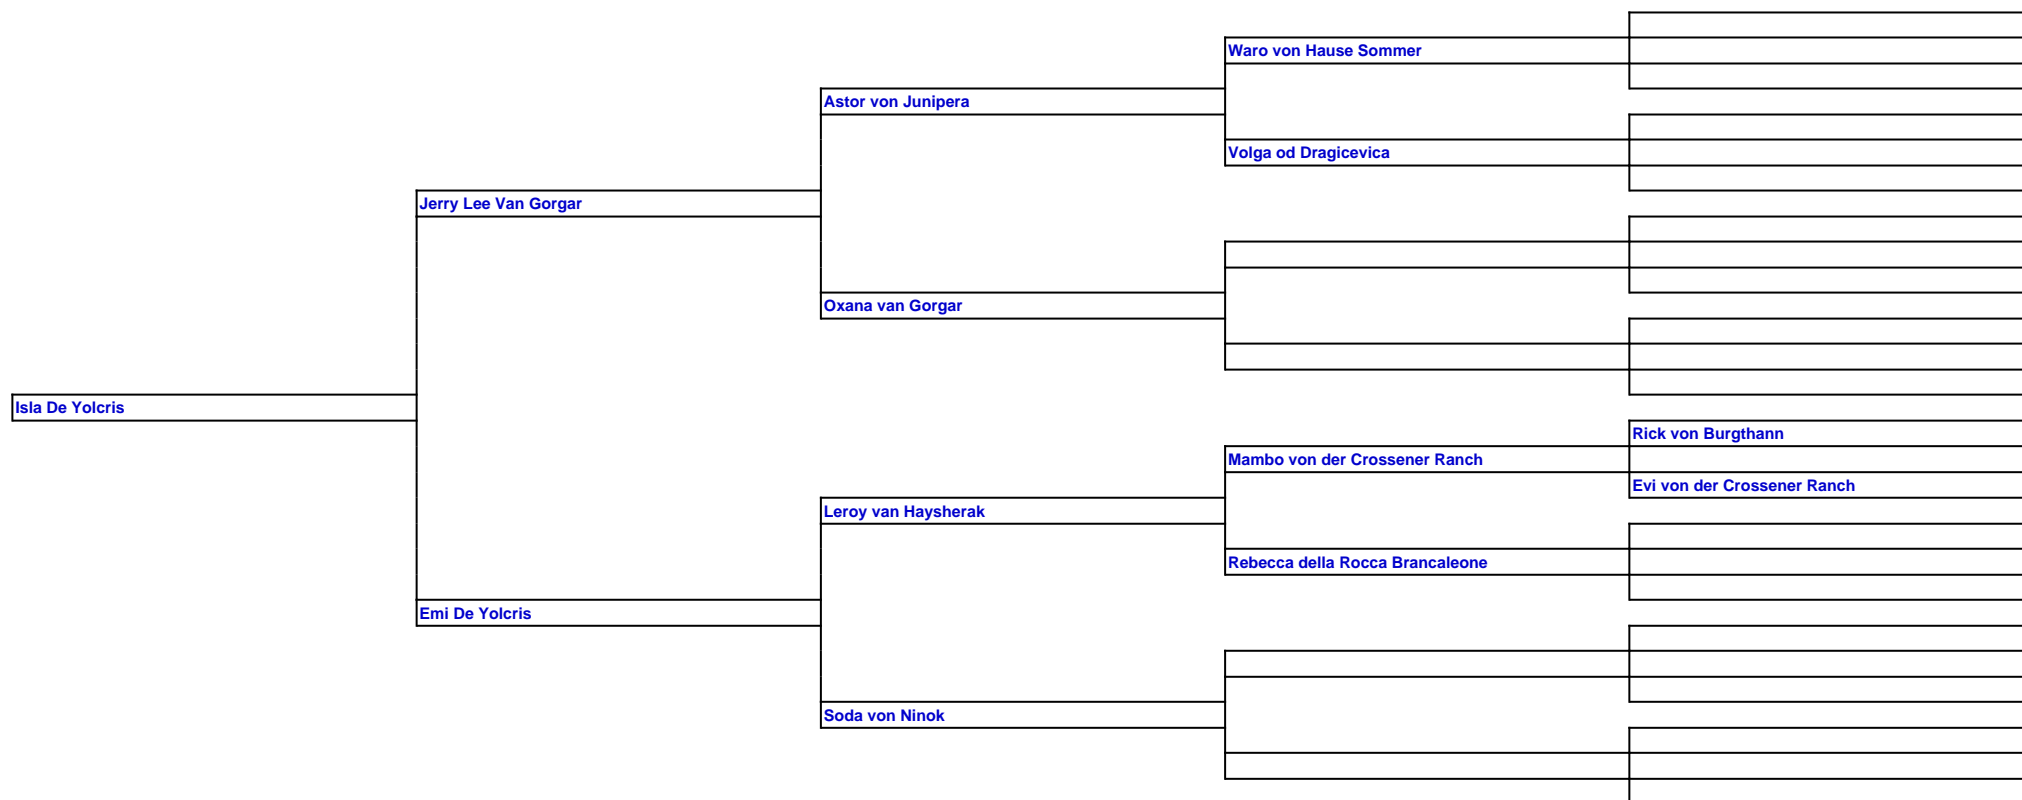 Waro von Hause Sommer
Astor von Junipera
Volga od Dragicevica
Jerry Lee Van Gorgar
Oxana van Gorgar
Isla De Yolcris
Rick von Burgthann
Mambo von der Crossener Ranch
Evi von der Crossener Ranch
Leroy van Haysherak
Rebecca della Rocca Brancaleone
Emi De Yolcris
Soda von Ninok